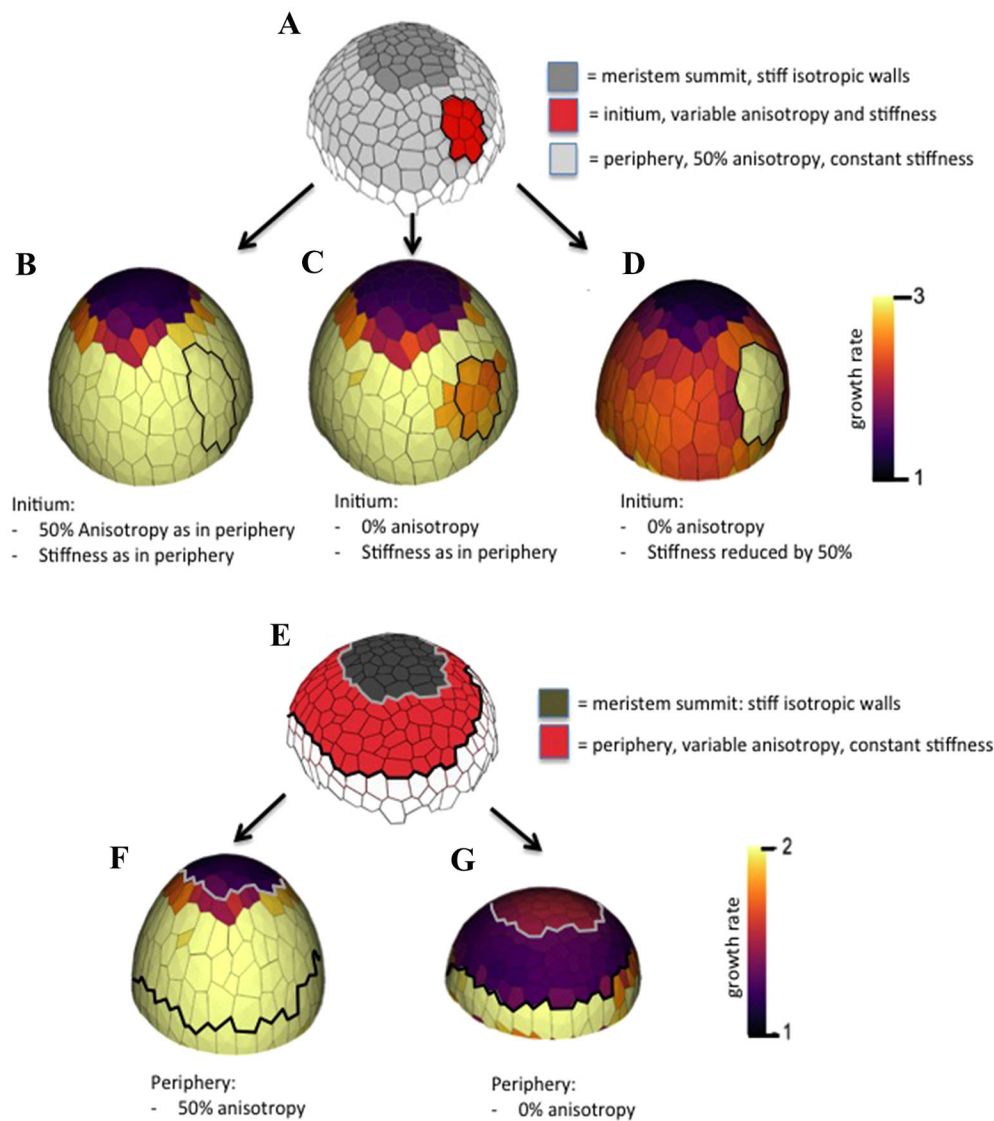 A
= meristem summit, stiff isotropic walls
= initium, variable anisotropy and stiffness
= periphery, 50% anisotropy, constant stiffness
B
C
D
3
growth rate
1
Initium:
- 50% Anisotropy as in periphery
- Stiffness as in periphery
Initium:
- 0% anisotropy
- Stiffness as in periphery
Initium:
- 0% anisotropy
- Stiffness reduced by 50%
E
= meristem summit: stiff isotropic walls
= periphery, variable anisotropy, constant stiffness
F
G
2
growth rate
1
Periphery:
- 50% anisotropy
Periphery:
- 0% anisotropy